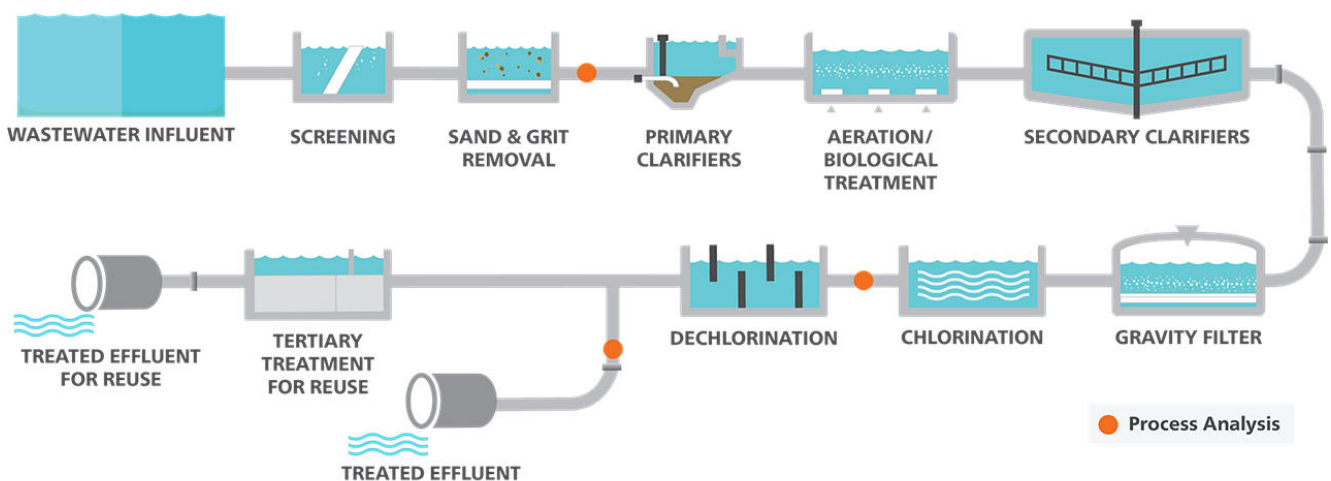 WASTEWATER INFLUENT
SCREENING
SAND & GRIT
REMOVAL
PRIMARY
CLARIFIERS
AERATION/
BIOLOGICAL
TREATMENT
SECONDARY CLARIFIERS
TREATED EFFLUENT
FOR REUSE
TERTIARY
TREATMENT
FOR REUSE
DECHLORINATION
CHLORINATION
GRAVITY FILTER
TREATED EFFLUENT
Process Analysis